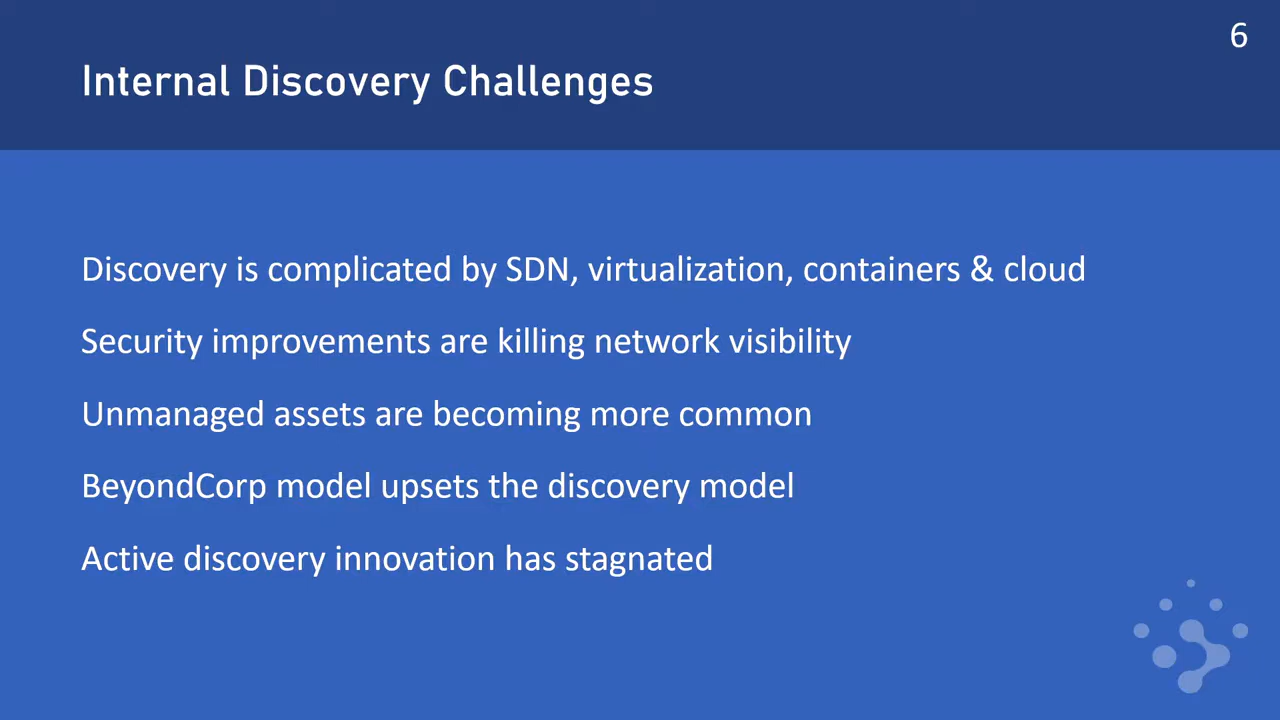 6
Internal Discovery Challenges
Discovery is complicated by SDN, virtualization, containers & cloud
Security improvements are killing network visibility
Unmanaged assets are becoming more common
BeyondCorp model upsets the discovery model
Active discovery innovation has stagnated